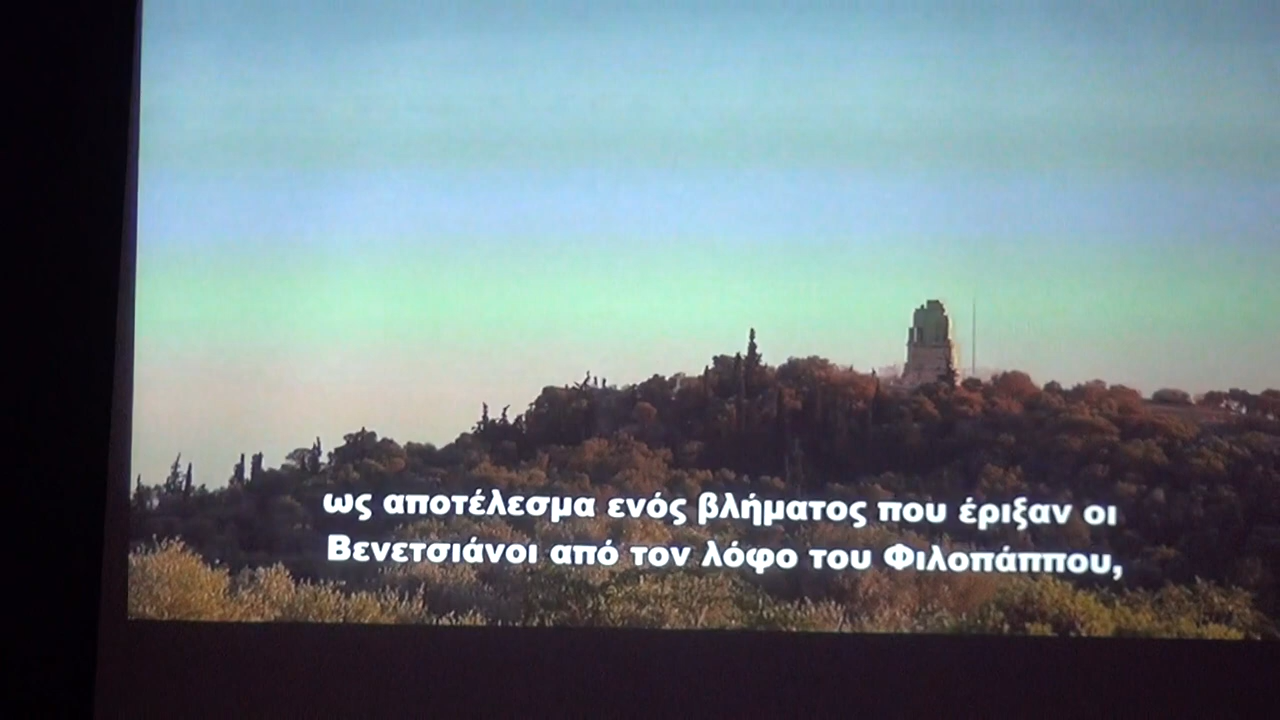 ως αποτέλεσμα ενός βλήματος που έριξαν οι
Βενετσιάνοι από τον λόφο του Φιλοπάππου,